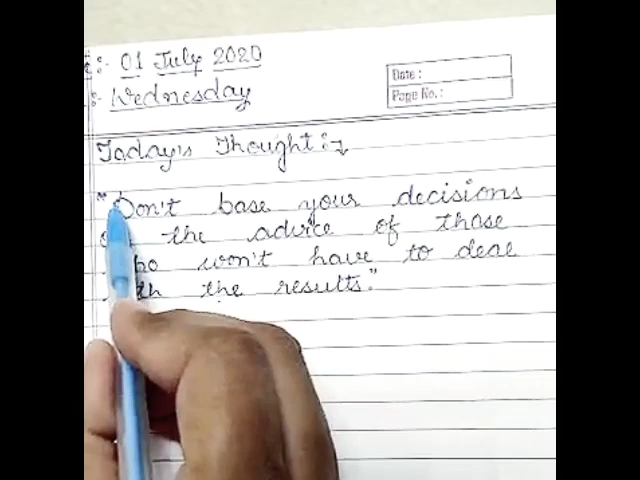 :- 01 July 2020
Date :
:- Wednesday
Page No. :
Today's Thought :-
"Don't base your decisions
the advice of those
won't have to deal
the results."